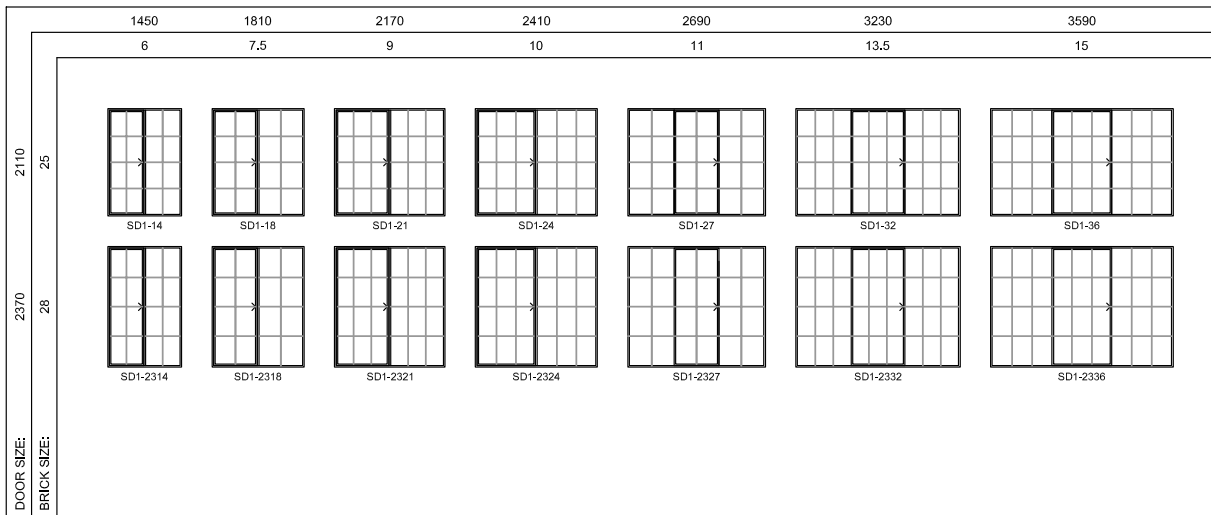 1450 1810 2170 2410 2690 3230 3590
6 7.5 9 10 11 13.5 15
2110 25
SD1-14 SD1-18 SD1-21 SD1-24 SD1-27 SD1-32 SD1-36
2370 28
SD1-2314 SD1-2318 SD1-2321 SD1-2324 SD1-2327 SD1-2332 SD1-2336
DOOR SIZE:
BRICK SIZE: